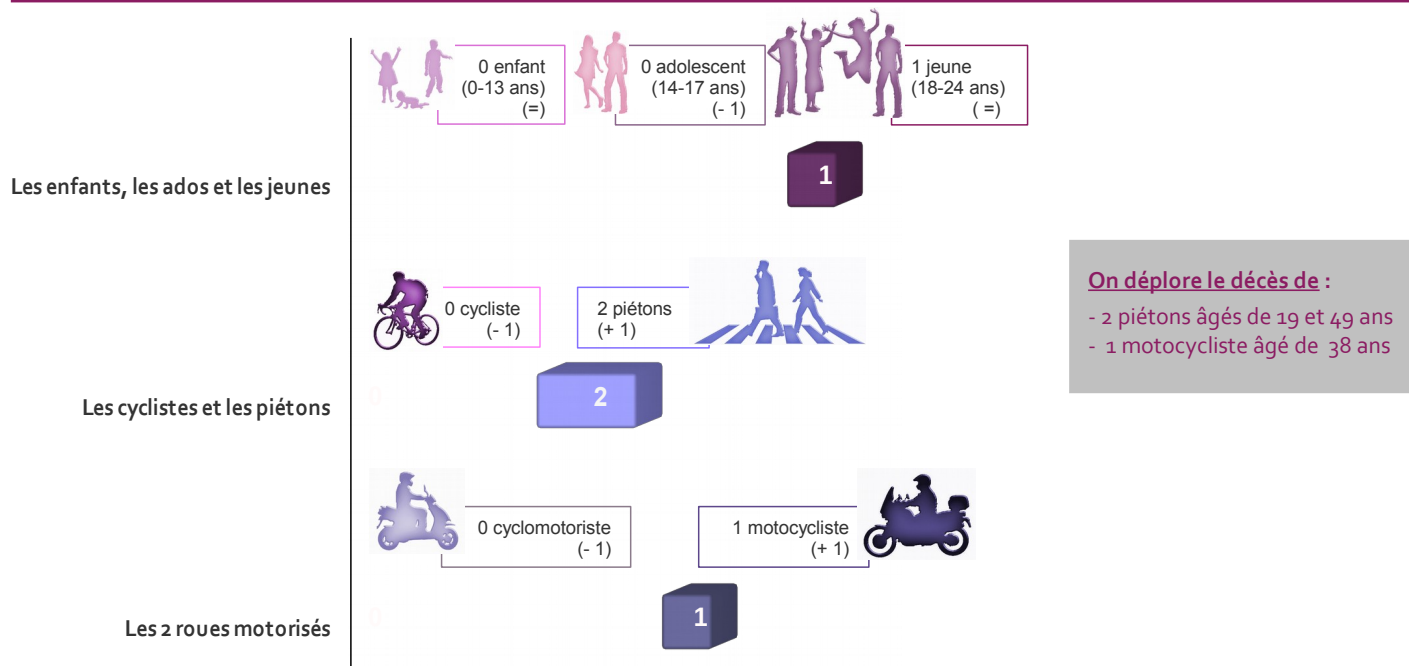 0 enfant
(0-13 ans)
(=)
0 adolescent
(14-17 ans)
(- 1)
1 jeune
(18-24 ans)
( =)
1
Les enfants, les ados et les jeunes
0 cycliste
(- 1)
2 piétons
(+ 1)
On déplore le décès de :
- 2 piétons âgés de 19 et 49 ans
- 1 motocycliste âgé de 38 ans
0
2
Les cyclistes et les piétons
0 cyclomotoriste
(- 1)
1 motocycliste
(+ 1)
0
1
Les 2 roues motorisés